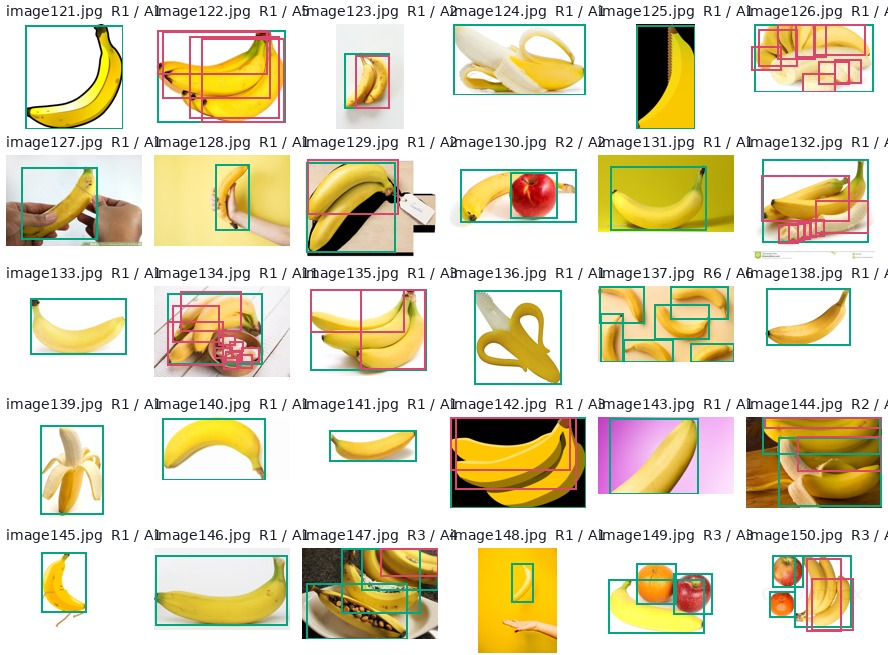 image121.jpg R1 / A1
image122.jpg R1 / A5
image123.jpg R1 / A2
image124.jpg R1 / A1
image125.jpg R1 / A1
image126.jpg R1 / A
image127.jpg R1 / A1
image128.jpg R1 / A1
image129.jpg R1 / A2
image130.jpg R2 / A2
image131.jpg R1 / A1
image132.jpg R1 / A
image133.jpg R1 / A1
image134.jpg R1 / A11
image135.jpg R1 / A3
image136.jpg R1 / A1
image137.jpg R6 / A6
image138.jpg R1 / A
image139.jpg R1 / A1
image140.jpg R1 / A1
image141.jpg R1 / A1
image142.jpg R1 / A3
image143.jpg R1 / A1
image144.jpg R2 / A
image145.jpg R1 / A1
image146.jpg R1 / A1
image147.jpg R3 / A4
image148.jpg R1 / A1
image149.jpg R3 / A3
image150.jpg R3 / A